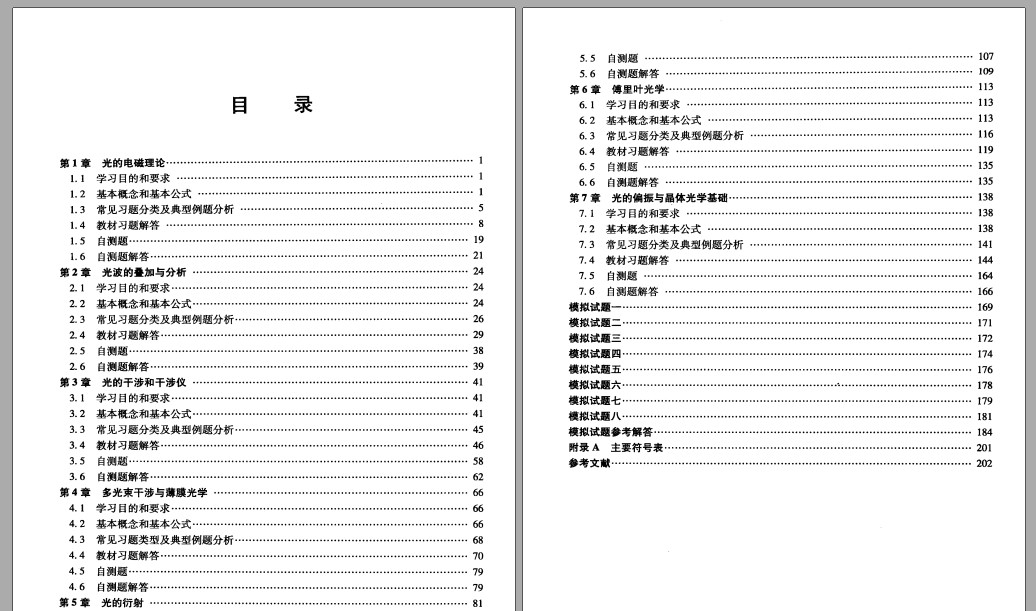 目 录
第 1 章 光的电磁理论 1
1.1 学习目的和要求 1
1.2 基本概念和基本公式 1
1.3 常见习题分类及典型例题分析 5
1.4 教材习题解答 8
1.5 自测题 19
1.6 自测题解答 21
第 2 章 光波的叠加与分析 24
2.1 学习目的和要求 24
2.2 基本概念和基本公式 24
2.3 常见习题分类及典型例题分析 26
2.4 教材习题解答 29
2.5 自测题 38
2.6 自测题解答 39
第 3 章 光的干涉和干涉仪 41
3.1 学习目的和要求 41
3.2 基本概念和基本公式 41
3.3 常见习题分类及典型例题分析 45
3.4 教材习题解答 46
3.5 自测题 58
3.6 自测题解答 62
第 4 章 多光束干涉与薄膜光学 66
4.1 学习目的和要求 66
4.2 基本概念和基本公式 66
4.3 常见习题类型及典型例题分析 68
4.4 教材习题解答 70
4.5 自测题 79
4.6 自测题解答 79
第 5 章 光的衍射 81
5.5 自测题 107
5.6 自测题解答 109
第 6 章 傅里叶光学 113
6.1 学习目的和要求 113
6.2 基本概念和基本公式 113
6.3 常见习题分类及典型例题分析 116
6.4 教材习题解答 119
6.5 自测题 135
6.6 自测题解答 135
第 7 章 光的偏振与晶体光学基础 138
7.1 学习目的和要求 138
7.2 基本概念和基本公式 138
7.3 常见习题分类及典型例题分析 141
7.4 教材习题解答 144
7.5 自测题 164
7.6 自测题解答 166
模拟试题一 169
模拟试题二 171
模拟试题三 172
模拟试题四 174
模拟试题五 176
模拟试题六 178
模拟试题七 179
模拟试题八 181
模拟试题参考解答 184
附录 A 主要符号表 201
参考文献 202